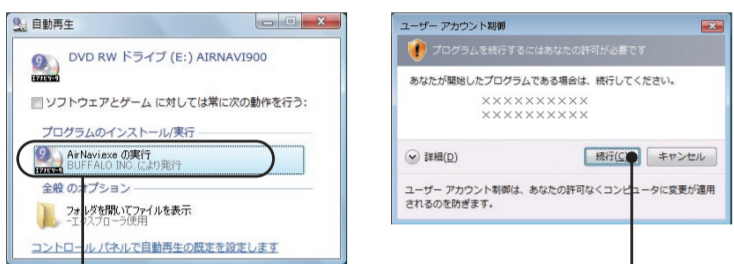 自動再生
DVD RW ドライブ (E:) AIRNAVI900
ソフトウェアとゲーム に対しては常に次の動作を行う:
プログラムのインストール/実行
AirNavi.exe の実行
BUFFALO INC. により発行
全般 のオプション
フォルダを開いてファイルを表示
-エクスプローラ使用
コントロール パネルで自動再生の既定を設定します
ユーザー アカウント制御
プログラムを続行するにはあなたの許可が必要です
あなたが開始したプログラムである場合は、続行してください。
××××××××××
××××××××××
詳細(D)
続行(C)
キャンセル
ユーザー アカウント制御は、あなたの許可なくコンピュータに変更が適用
されるのを防ぎます。